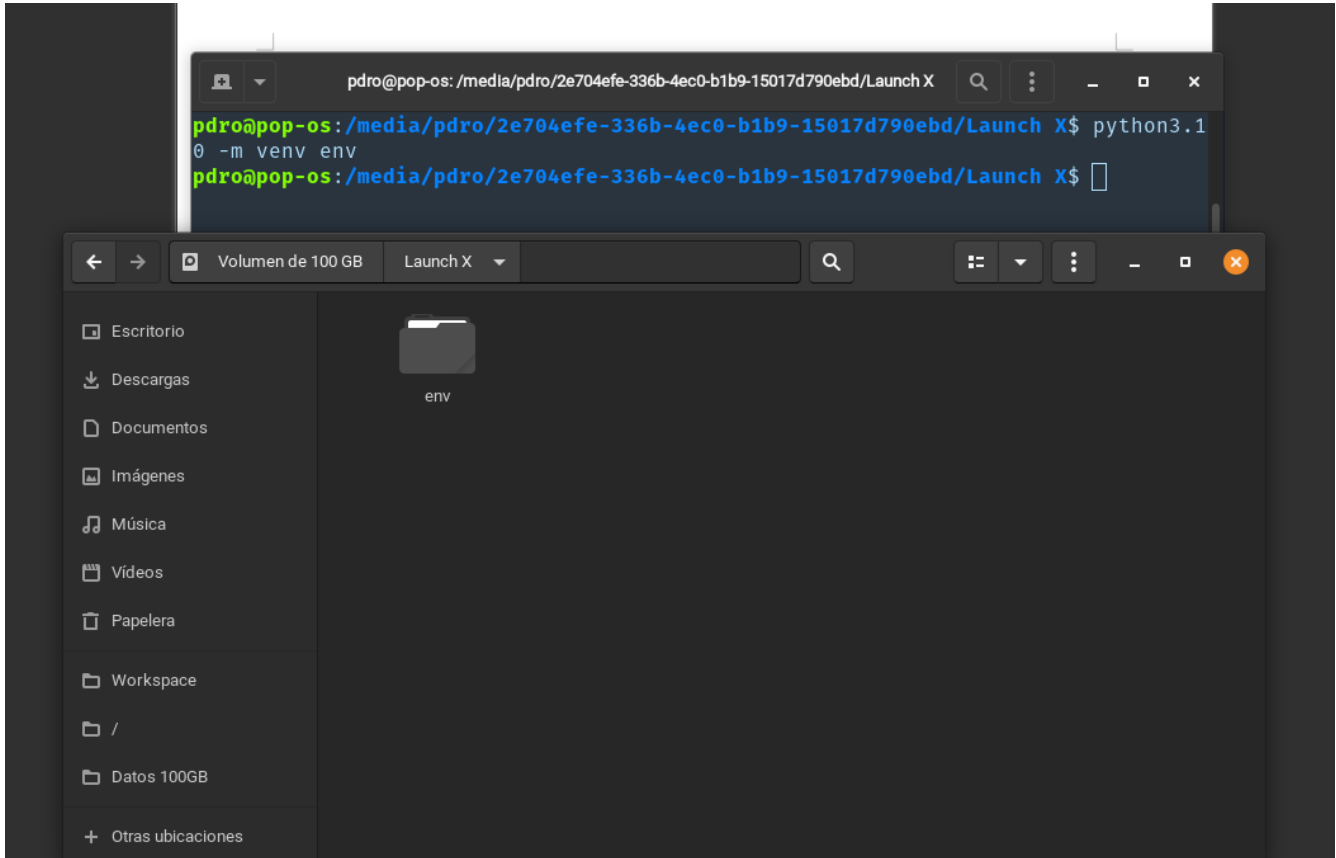 pdro@pop-os: /media/pdro/2e704efe-336b-4ec0-b1b9-15017d790ebd/Launch X
pdro@pop-os:/media/pdro/2e704efe-336b-4ec0-b1b9-15017d790ebd/Launch X$ python3.1
0 -m venv env
pdro@pop-os:/media/pdro/2e704efe-336b-4ec0-b1b9-15017d790ebd/Launch X$
Volumen de 100 GB Launch X
Escritorio
Descargas
Documentos
Imágenes
Música
Vídeos
Papelera
Workspace
/
Datos 100GB
+ Otras ubicaciones
env